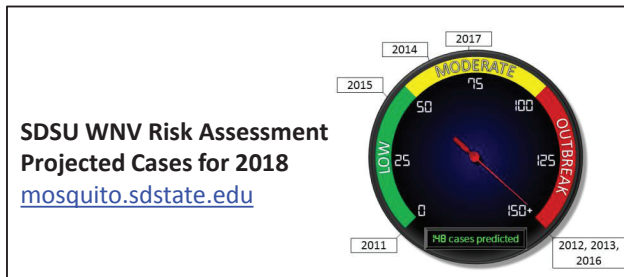 SDSU WNV Risk Assessment
Projected Cases for 2018
mosquito.sdstate.edu
2017
2014
2015
MODERATE
LOW
OUTBREAK
0
25
50
75
100
125
150+
148 cases predicted
2011
2012, 2013,
2016